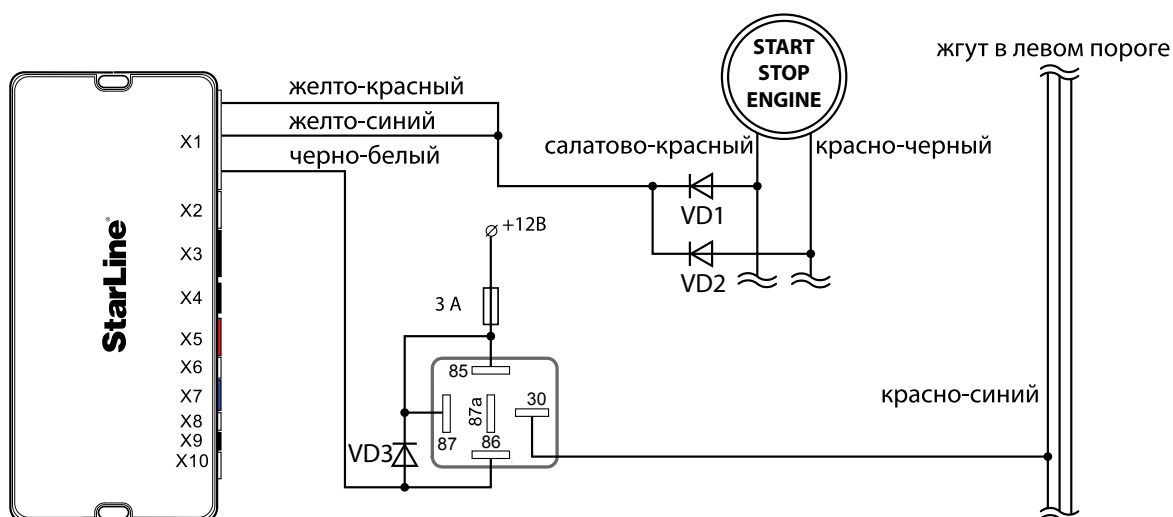 START
STOP
ENGINE
жгут в левом пороге
желто-красный
желто-синий
черно-белый
салатово-красный
красно-черный
X1
X2
X3
X4
X5
X6
X7
X8
X9
X10
StarLine®
VD1
VD2
+12В
3 А
85
30
87a
87
86
VD3
красно-синий